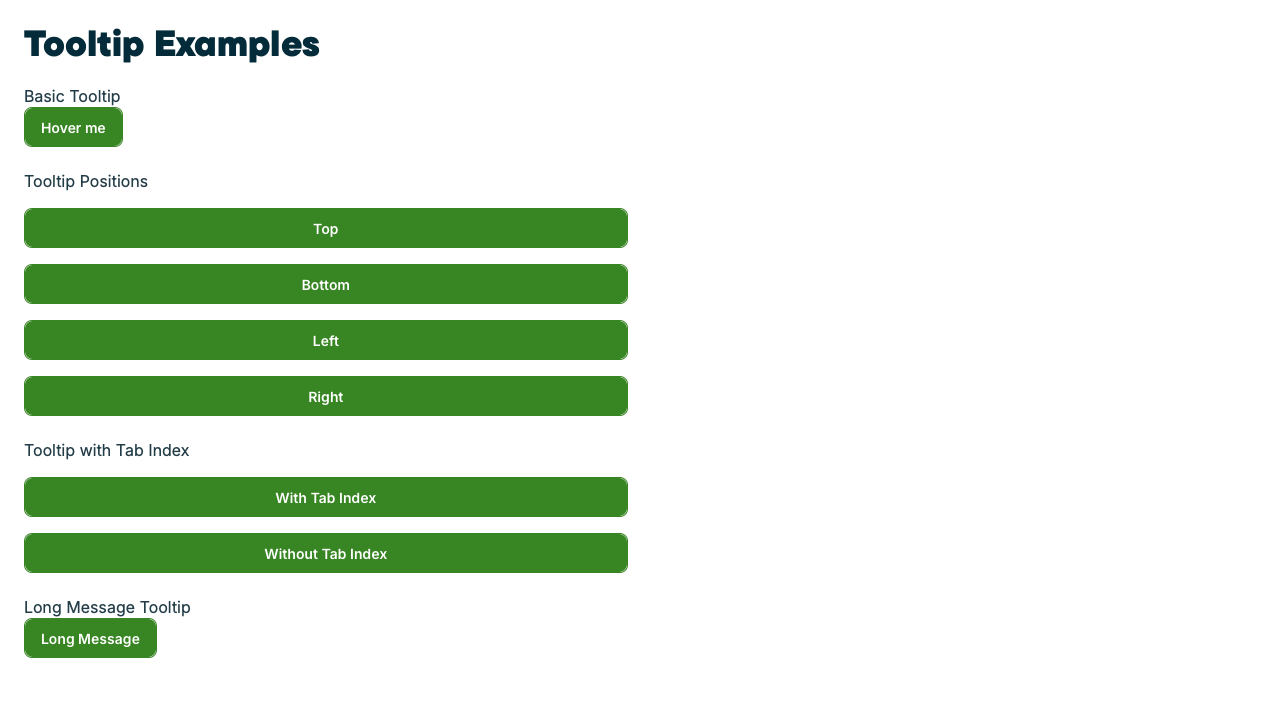 Tooltip Examples
Basic Tooltip
Hover me
Tooltip Positions
Top
Bottom
Left
Right
Tooltip with Tab Index
With Tab Index
Without Tab Index
Long Message Tooltip
Long Message